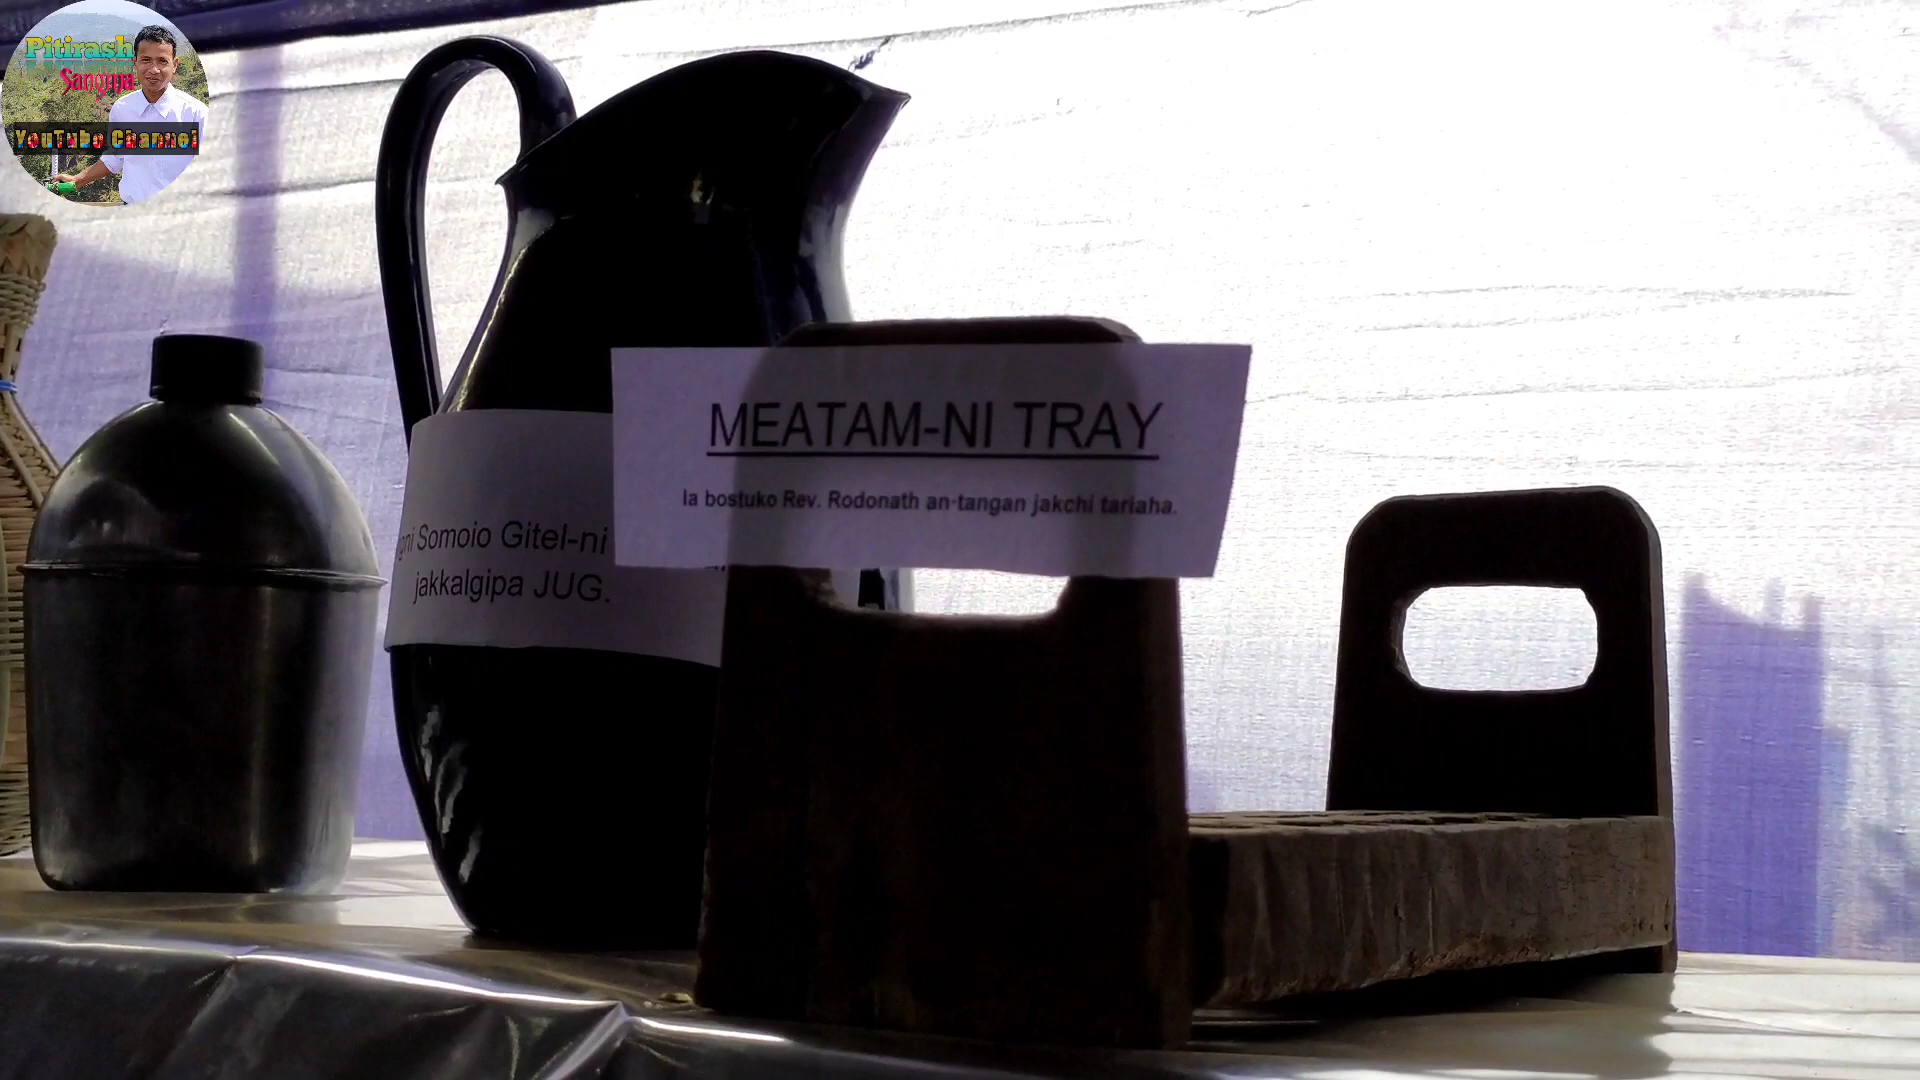 Pitirash
Sangma
YouTube Channel
MEATAM-NI TRAY
Ia bostuko Rev. Rodonath an·tangan jakchi tariaha.
Somoio Gitel-ni
jakkalgipa JUG.